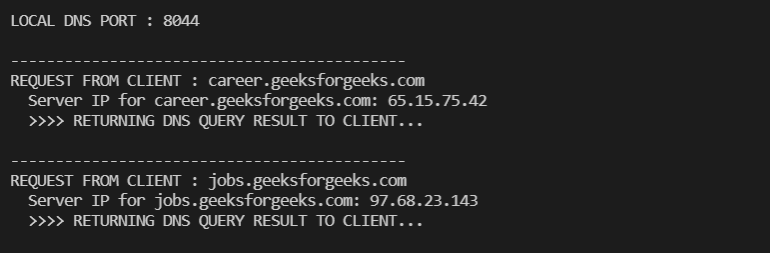 LOCAL DNS PORT : 8044
--------------------------------------------
REQUEST FROM CLIENT : career.geeksforgeeks.com
Server IP for career.geeksforgeeks.com: 65.15.75.42
>>>> RETURNING DNS QUERY RESULT TO CLIENT...
--------------------------------------------
REQUEST FROM CLIENT : jobs.geeksforgeeks.com
Server IP for jobs.geeksforgeeks.com: 97.68.23.143
>>>> RETURNING DNS QUERY RESULT TO CLIENT...